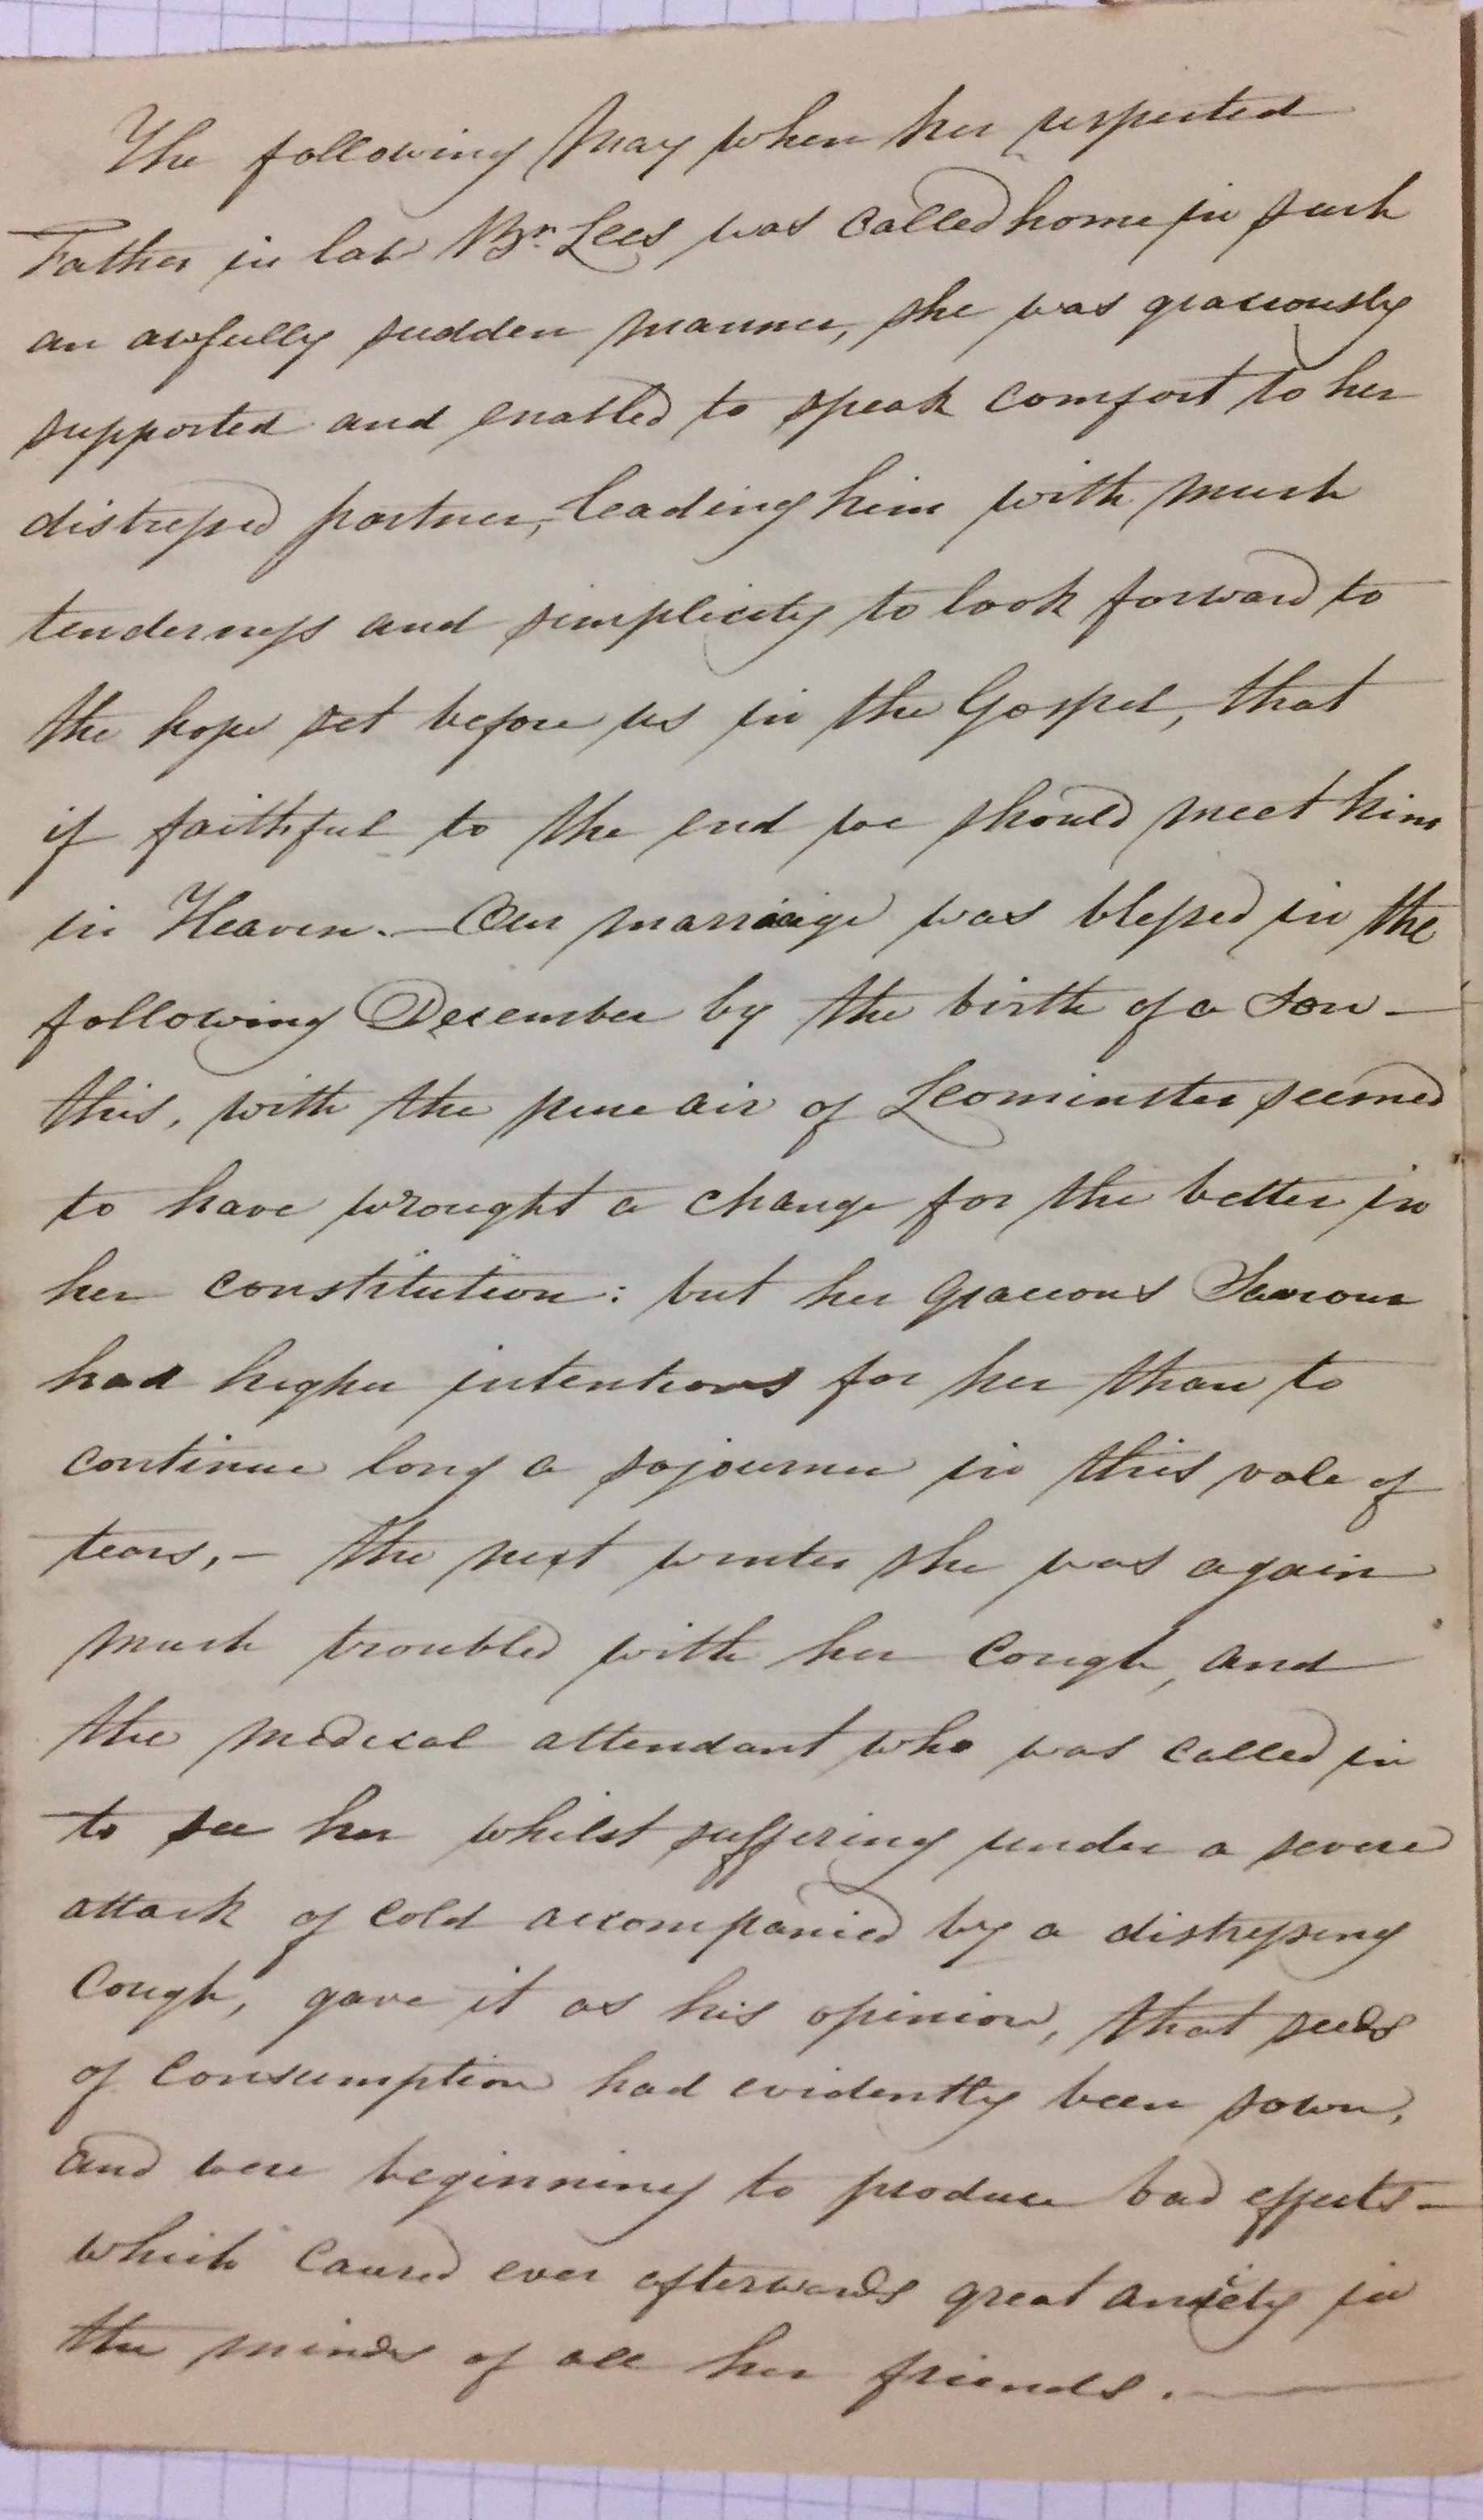 The following May when her respected
Father in law Br. Lees was called home in such
an awfully sudden manner, she was graciously
supported and enabled to speak comfort to her
distressed partner, leading him with much
tenderness and simplicity to look forward to
the hope set before us in the Gospel, that
if faithful to the end we should meet him
in Heaven. — Our marriage was blessed in the
following December by the birth of a Son —
this, with the pure air of Leominster seemed
to have wrought a change for the better in
her constitution: but her gracious Saviour
had higher intentions for her than to
continue long a sojourner in this vale of
tears, — the next winter she was again
much troubled with her cough, and
the medical attendant who was called in
to see her whilst suffering under a severe
attack of cold accompanied by a distressing
Cough, gave it as his opinion, that seeds
of Consumption had evidently been sown,
and were beginning to produce bad effects —
which caused ever afterwards great anxiety in
the minds of all her friends. —